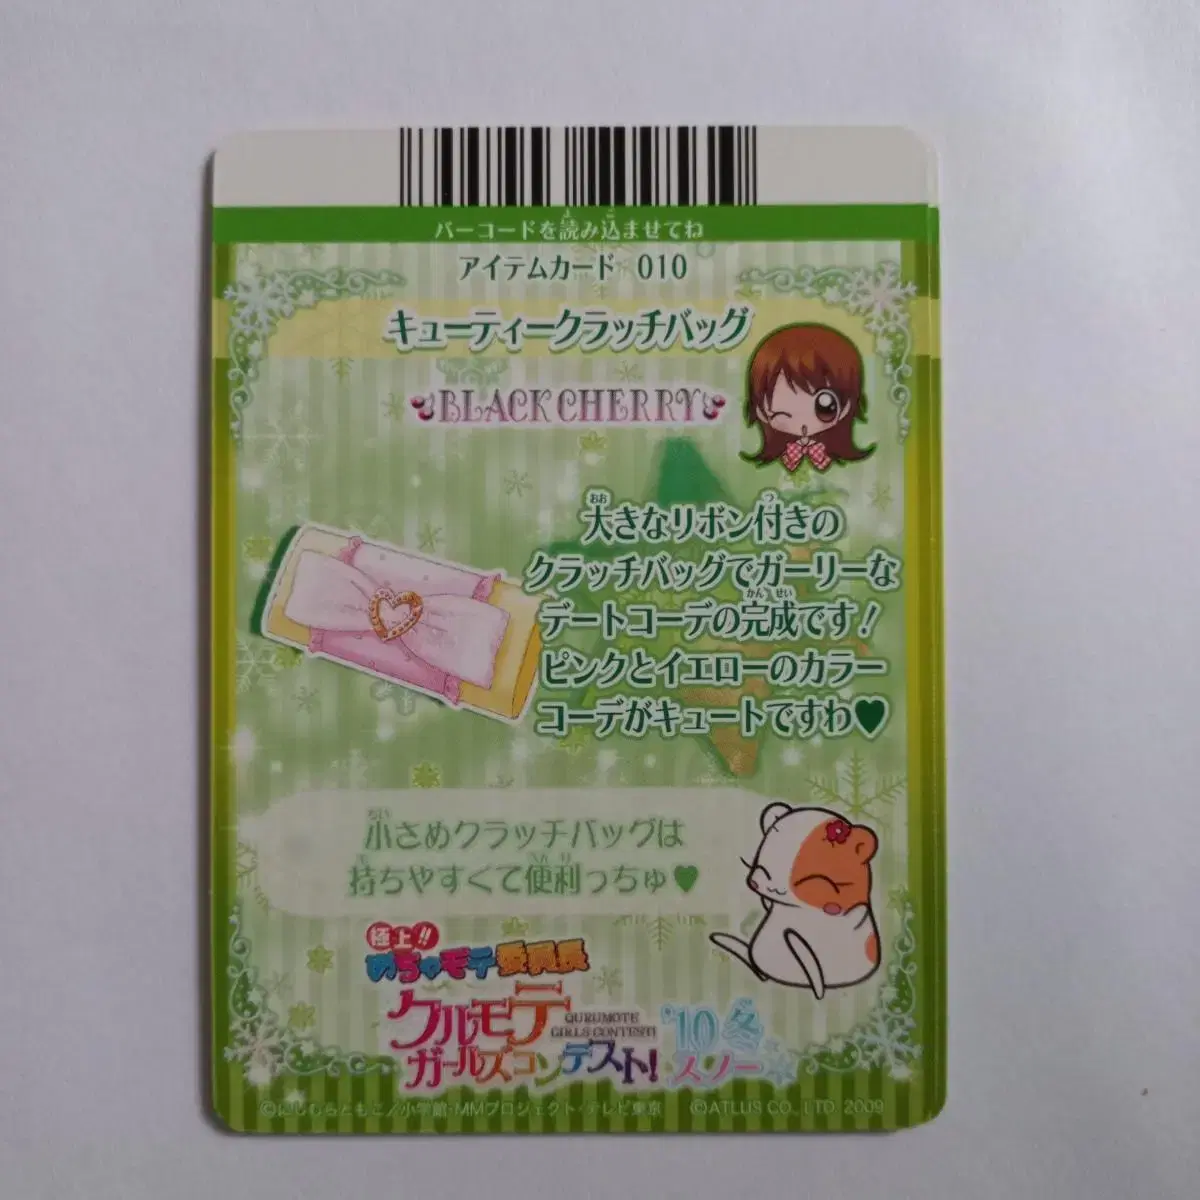 バーコードを読み込ませてね
アイテムカード 010
キューティークラッチバッグ
BLACK CHERRY
大きなリボン付きの
クラッチバッグでガーリーな
デートコーデの完成です!
ピンクとイエローのカラー
コーデがキュートですわ♥
小さめクラッチバッグは
持ちやすくて便利っちゅ♥
極上!!
めちゃモテ委員長
クルモテ
QURUMOTE
GIRLS CONTEST!
ガールズコンテスト!
'10冬
スノー
©にしむらともこ/小学館・MMプロジェクト・テレビ東京 ©ATLUS CO., LTD. 2009